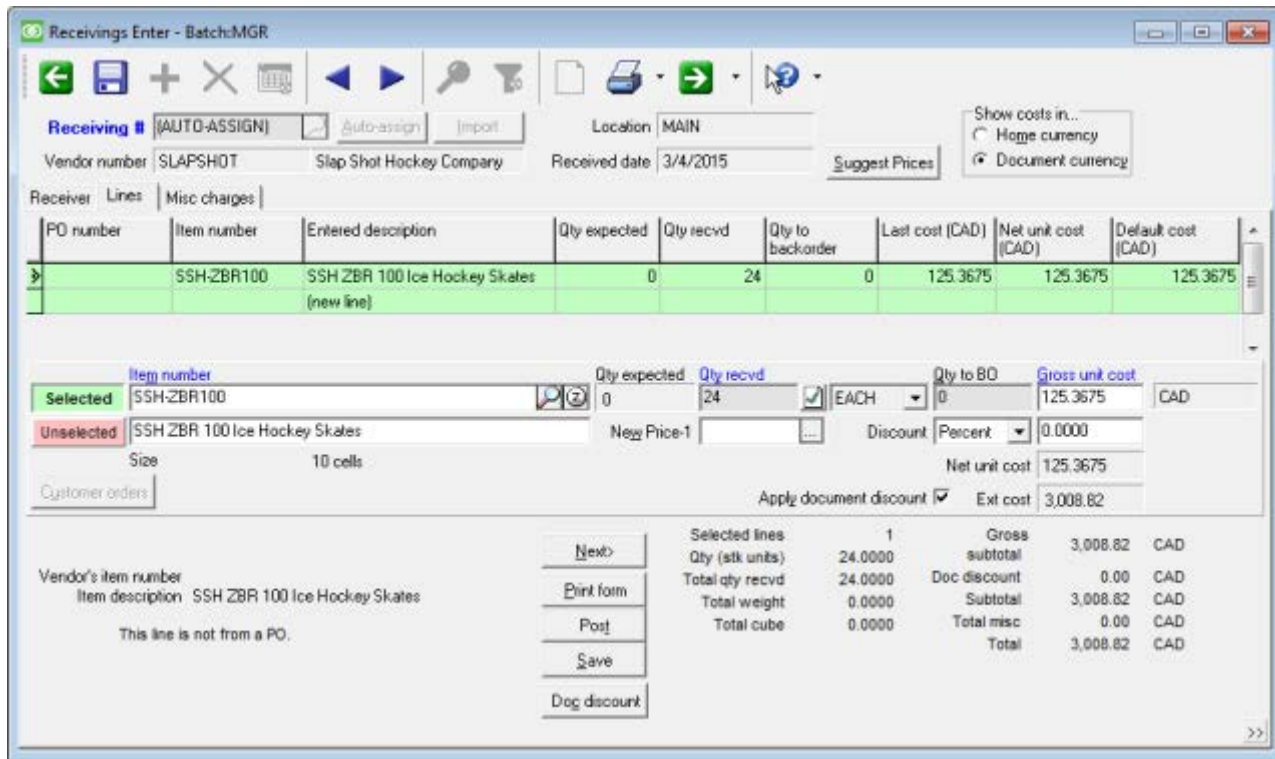 Receivings Enter - Batch:MGR
Receiving # (AUTO-ASSIGN) Auto-assign Import Location MAIN
Show costs in...
Home currency
Document currency
Vendor number SLAPSHOT Slap Shot Hockey Company Received date 3/4/2015 Suggest Prices
Receiver Lines Misc charges
PO number Item number Entered description Qty expected Qty recvd Qty to backorder Last cost (CAD) Net unit cost (CAD) Default cost (CAD)
SSH-ZBR100 SSH ZBR 100 Ice Hockey Skates 0 24 0 125.3675 125.3675 125.3675
(new line)
Item number Qty expected Qty recvd Qty to BO Gross unit cost
Selected SSH-ZBR100 0 24 EACH 0 125.3675 CAD
Unselected SSH ZBR 100 Ice Hockey Skates New Price-1 ... Discount Percent 0.0000
Size 10 cells Net unit cost 125.3675
Customer orders Apply document discount Ext cost 3,008.82
Next> Selected lines 1 Gross subtotal 3,008.82 CAD
Qty (stk units) 24.0000
Vendor's item number Total qty recvd 24.0000 Doc discount 0.00 CAD
Item description SSH ZBR 100 Ice Hockey Skates Print form Total weight 0.0000 Subtotal 3,008.82 CAD
This line is not from a PO. Post Total cube 0.0000 Total misc 0.00 CAD
Total 3,008.82 CAD
Save
Doc discount
>>